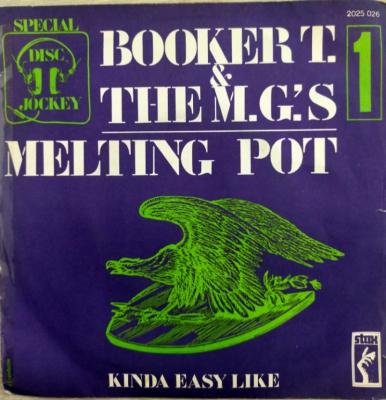 SPECIAL
DISC
JOCKEY
2025 026
BOOKER T.
&
THE M.G.'S
1
MELTING POT
KINDA EASY LIKE
stax